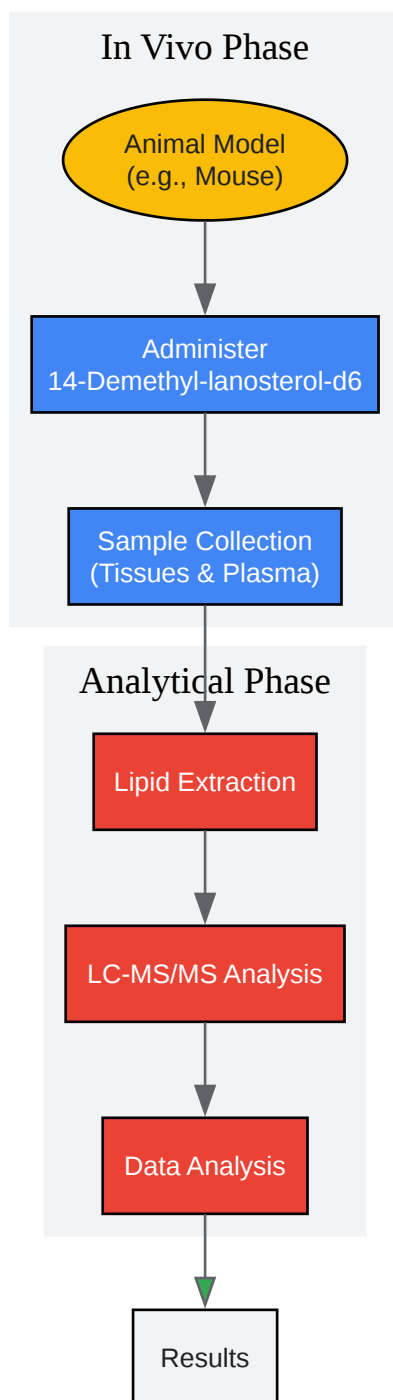 In Vivo Phase
Animal Model
(e.g., Mouse)
Administer
14-Demethyl-lanosterol-d6
Sample Collection
(Tissues & Plasma)
Analytical Phase
Lipid Extraction
LC-MS/MS Analysis
Data Analysis
Results